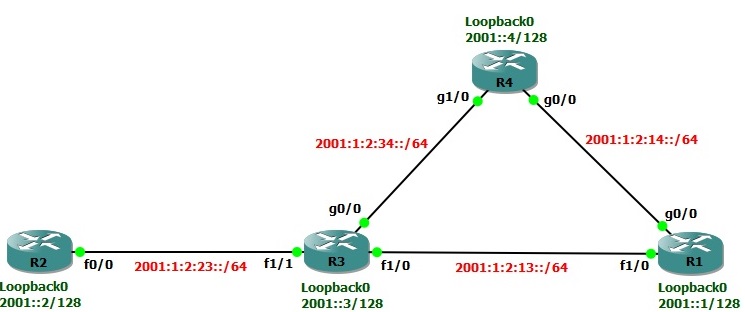 Loopback0
2001::4/128
R4
g1/0
g0/0
2001:1:2:34::/64
2001:1:2:14::/64
g0/0
g0/0
R2
f0/0
2001:1:2:23::/64
f1/1
R3
f1/0
2001:1:2:13::/64
f1/0
R1
Loopback0
2001::2/128
Loopback0
2001::3/128
Loopback0
2001::1/128